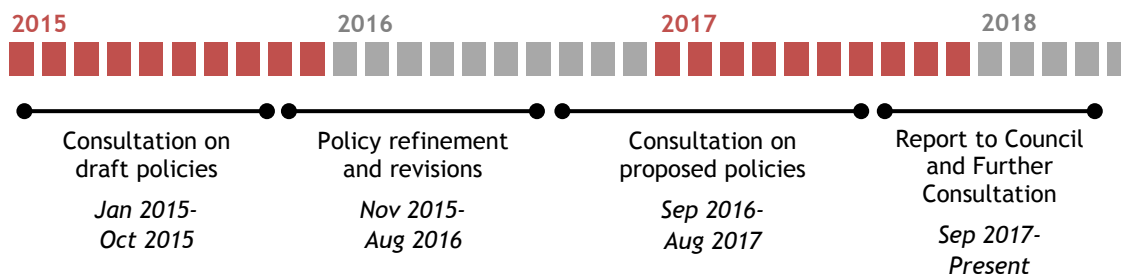 2015
2016
2017
2018
Consultation on
draft policies
Jan 2015-
Oct 2015
Policy refinement
and revisions
Nov 2015-
Aug 2016
Consultation on
proposed policies
Sep 2016-
Aug 2017
Report to Council
and Further
Consultation
Sep 2017-
Present